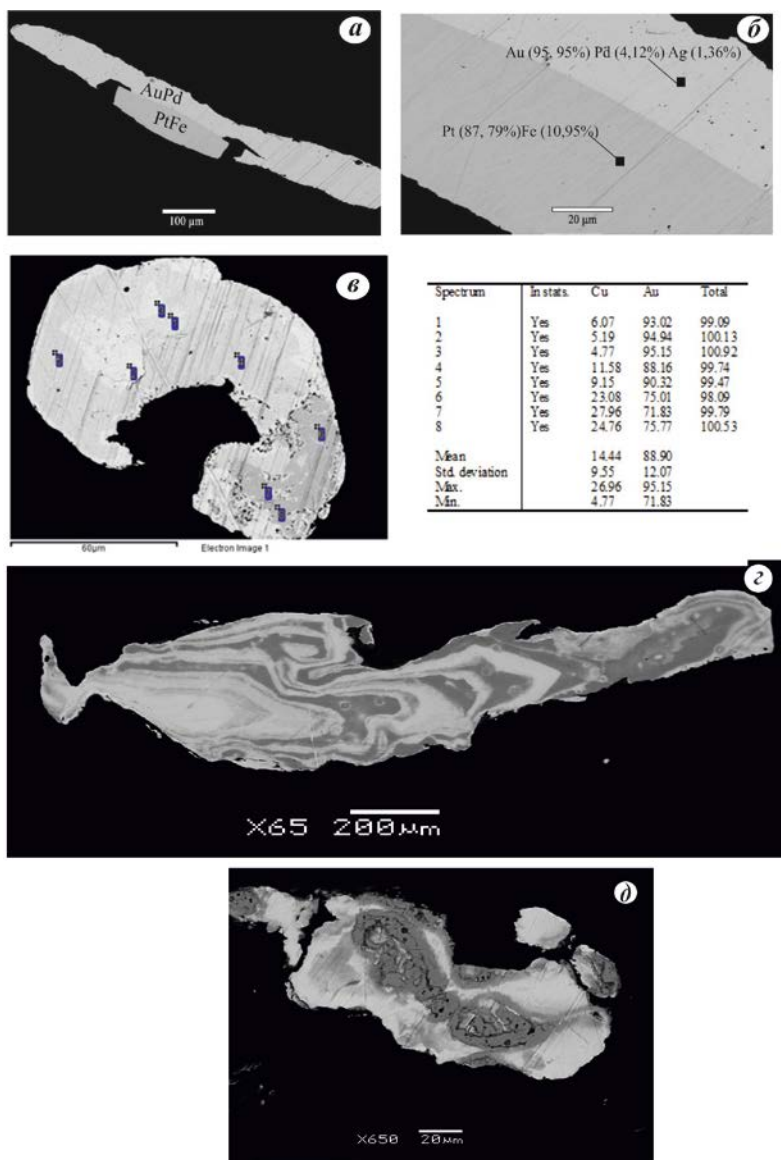 а
AuPd
PtFe
100 µm
б
Au (95, 95%) Pd (4,12%) Ag (1,36%)
Pt (87, 79%)Fe (10,95%)
20 µm
в
60µm Electron Image 1
Spectrum In stats. Cu Au Total
1 Yes 6.07 93.02 99.09
2 Yes 5.19 94.94 100.13
3 Yes 4.77 95.15 100.92
4 Yes 11.58 88.16 99.74
5 Yes 9.15 90.32 99.47
6 Yes 23.08 75.01 98.09
7 Yes 27.96 71.83 99.79
8 Yes 24.76 75.77 100.53
Mean 14.44 88.90
Std. deviation 9.55 12.07
Max. 26.96 95.15
Min. 4.77 71.83
г
X65 200µm
д
X650 20µm